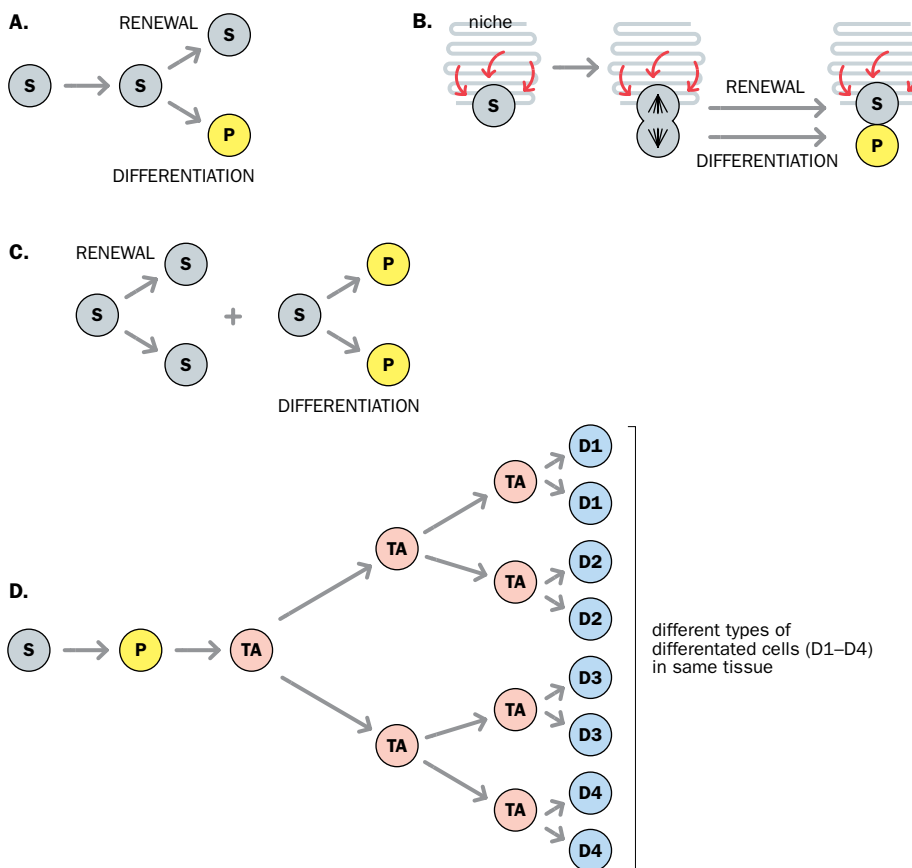 A.
RENEWAL
S
S
S
P
DIFFERENTIATION
B.
niche
S
RENEWAL
DIFFERENTIATION
S
P
C.
RENEWAL
S
S
S
+
S
P
P
DIFFERENTIATION
D.
S
P
TA
TA
TA
TA
TA
TA
TA
D1
D1
D2
D2
D3
D3
D4
D4
different types of
differentated cells (D1–D4)
in same tissue